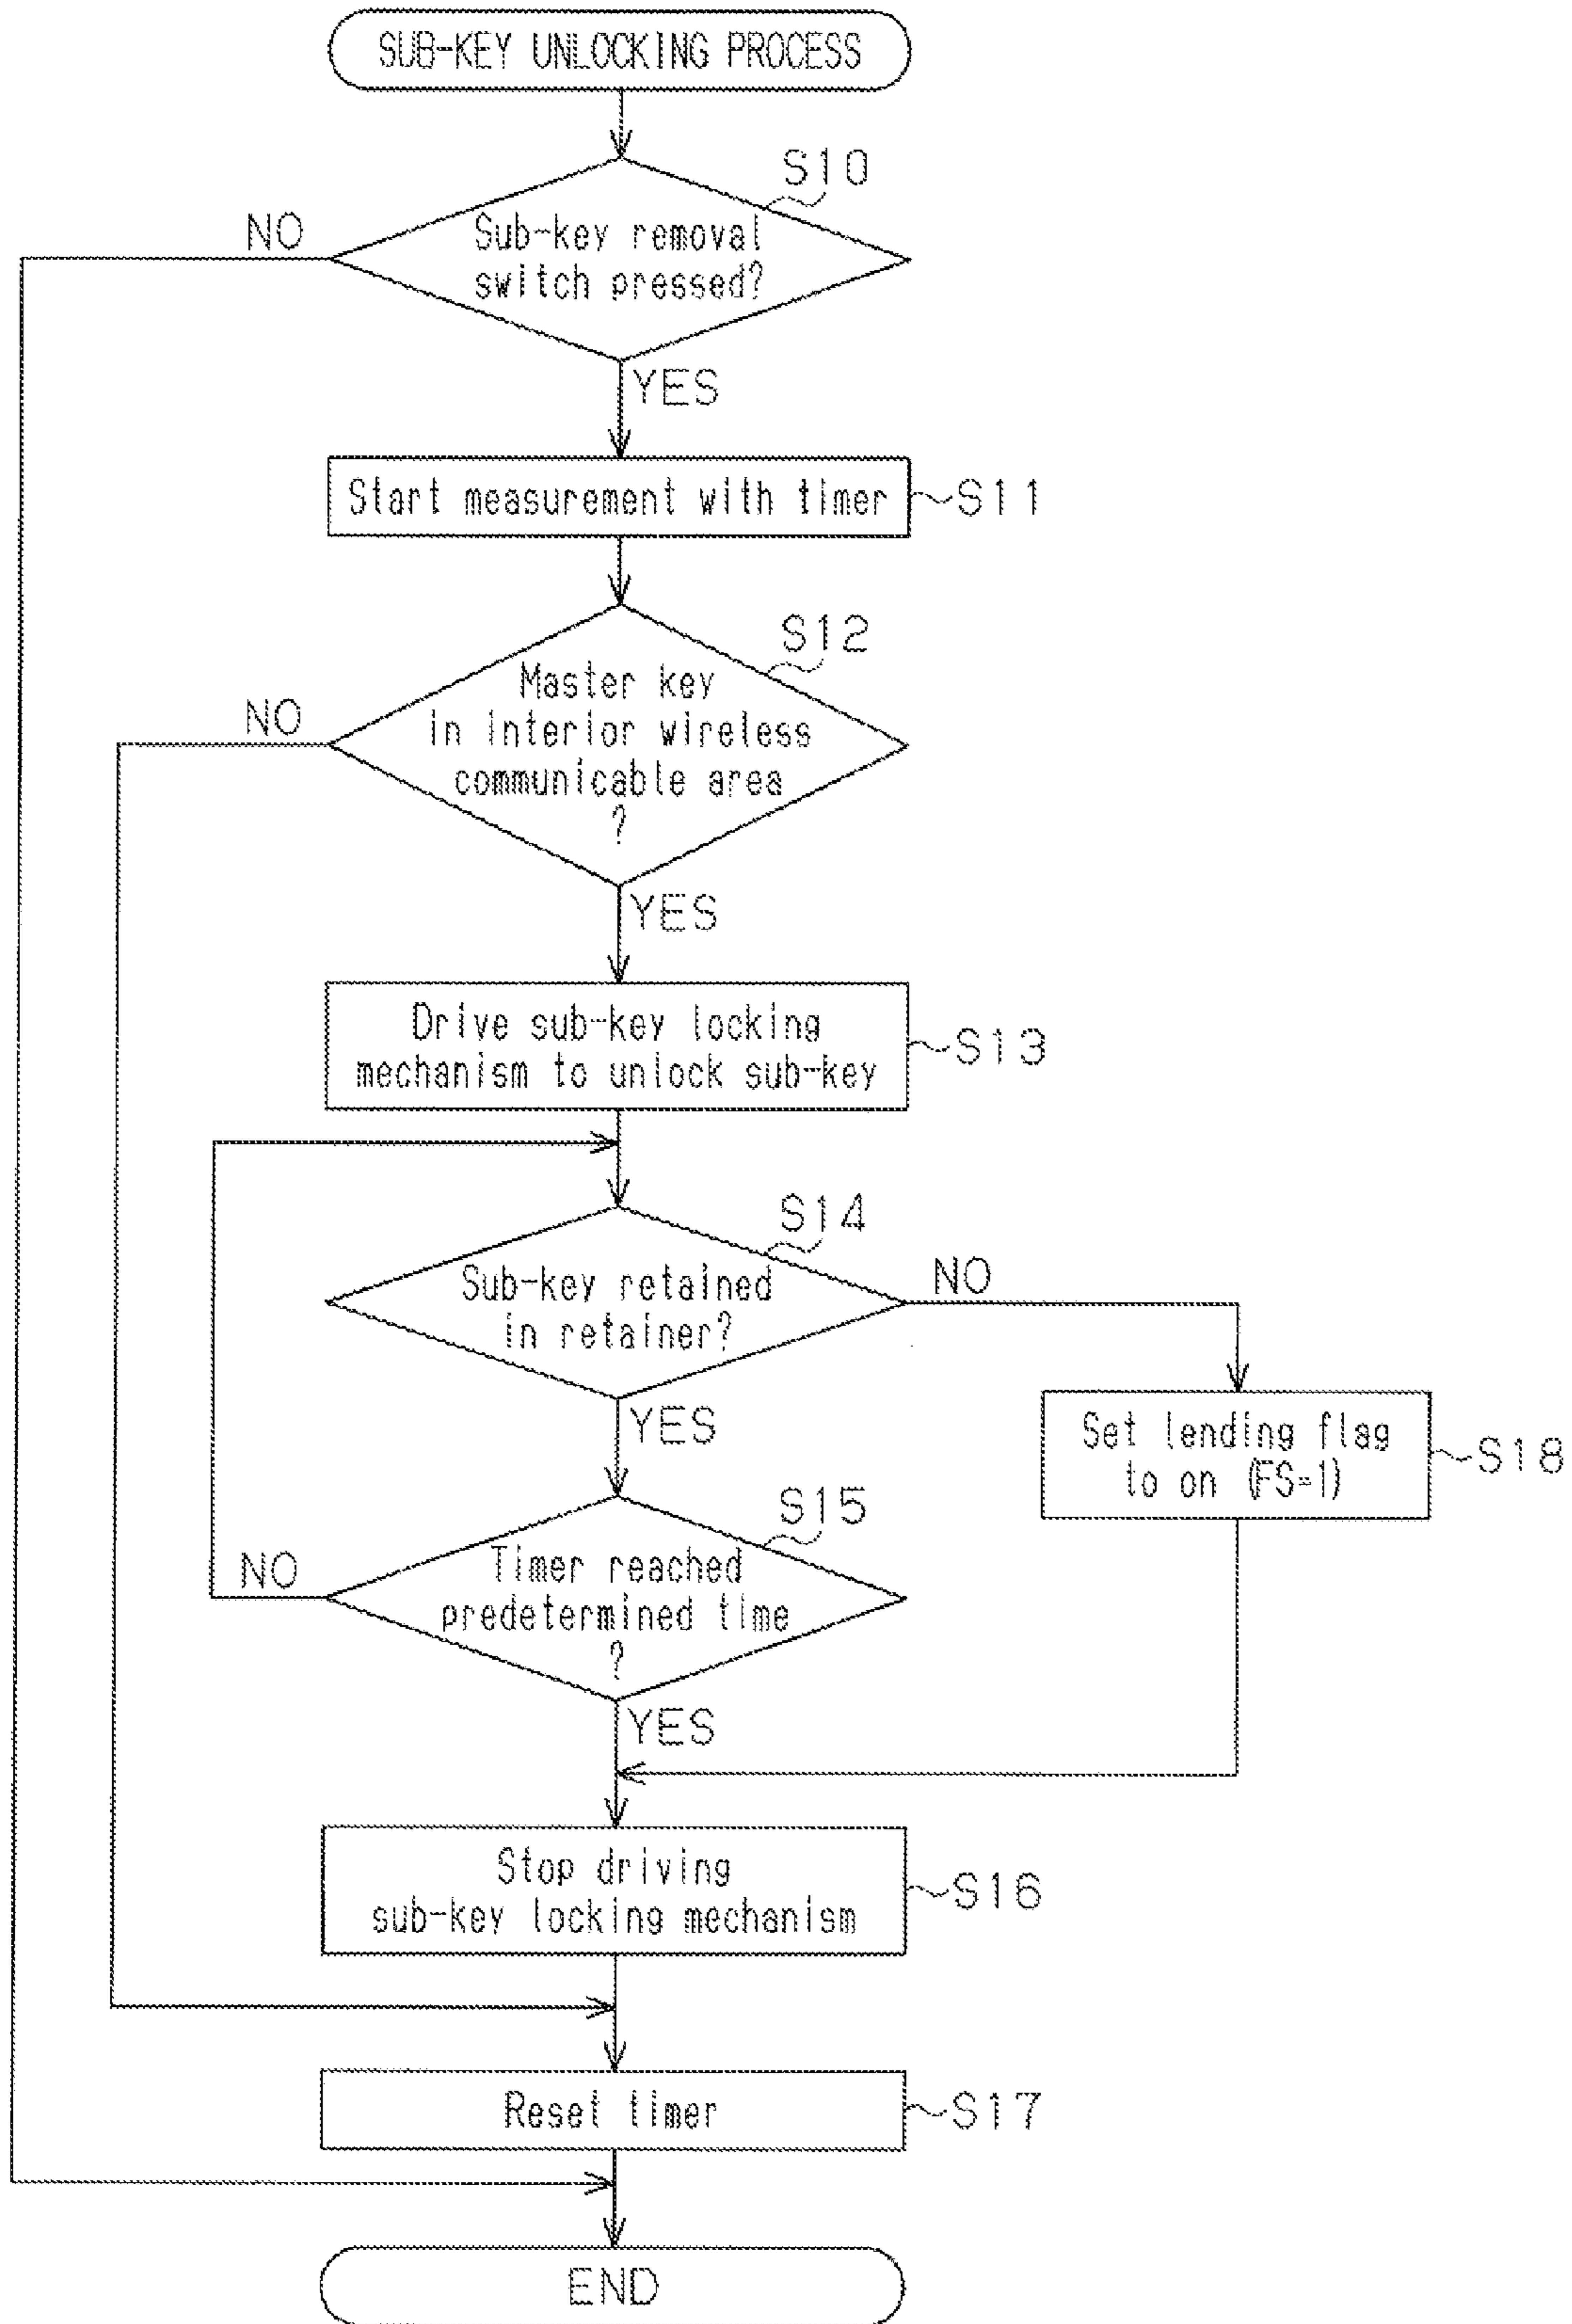 SUB-KEY UNLOCKING PROCESS
S10
NO
Sub-key removal
switch pressed?
YES
Start measurement with timer
S11
S12
NO
Master key
in interior wireless
communicable area
?
YES
Drive sub-key locking
mechanism to unlock sub-key
S13
S14
Sub-key retained
in retainer?
NO
YES
Set lending flag
to on (FS=1)
S18
S15
NO
Timer reached
predetermined time
?
YES
Stop driving
sub-key locking mechanism
S16
Reset timer
S17
END